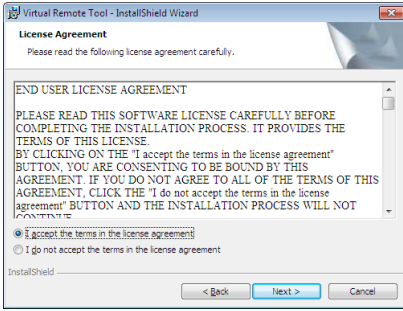 Virtual Remote Tool - InstallShield Wizard
License Agreement
Please read the following license agreement carefully.
END USER LICENSE AGREEMENT
PLEASE READ THIS SOFTWARE LICENSE CAREFULLY BEFORE
COMPLETING THE INSTALLATION PROCESS. IT PROVIDES THE
TERMS OF THIS LICENSE.
BY CLICKING ON THE "I accept the terms in the license agreement"
BUTTON, YOU ARE CONSENTING TO BE BOUND BY THIS
AGREEMENT. IF YOU DO NOT AGREE TO ALL OF THE TERMS OF THIS
AGREEMENT, CLICK THE "I do not accept the terms in the license
agreement" BUTTON AND THE INSTALLATION PROCESS WILL NOT
CONTINUE
I accept the terms in the license agreement
I do not accept the terms in the license agreement
InstallShield
< Back Next > Cancel